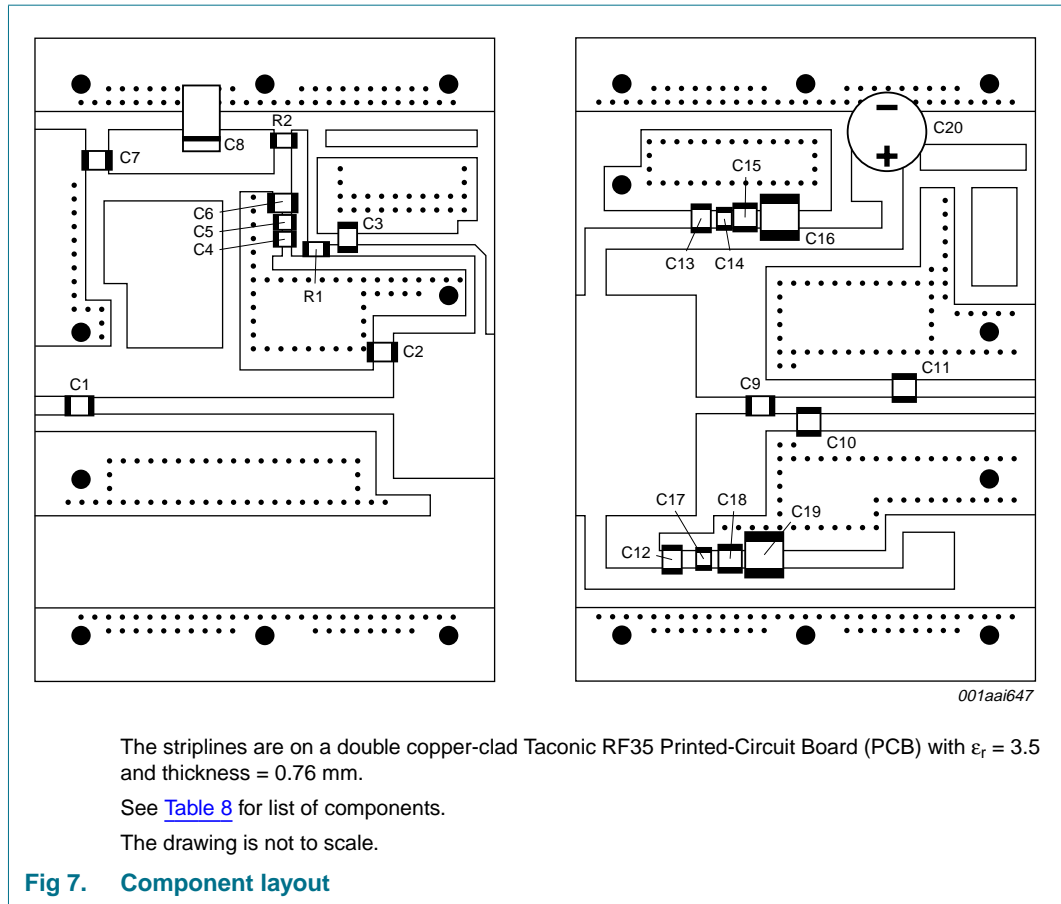 R2
C20
C7
C8
C15
C6
C5
C3
C4
C16
C13 C14
R1
C2
C11
C1
C9
C10
C17
C18
C19
C12
001aai647
The striplines are on a double copper-clad Taconic RF35 Printed-Circuit Board (PCB) with εr = 3.5
and thickness = 0.76 mm.
See Table 8 for list of components.
The drawing is not to scale.
Fig 7. Component layout